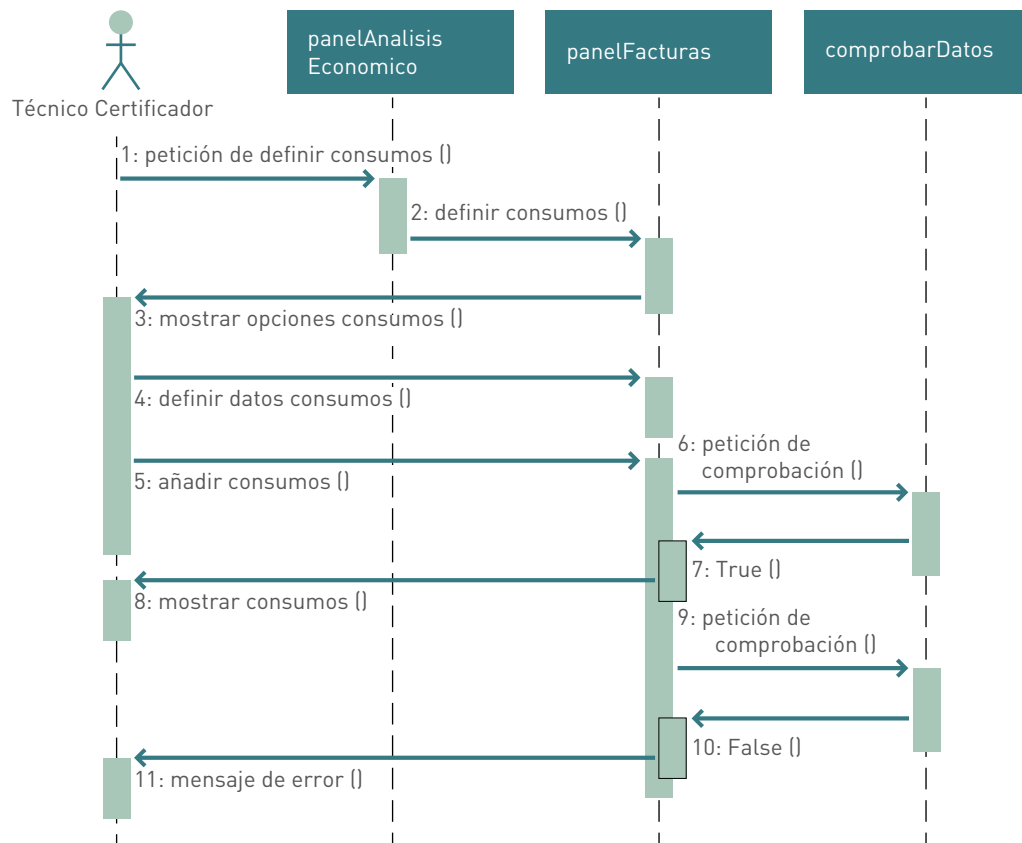 panelAnalisis
Economico
panelFacturas
comprobarDatos
Técnico Certificador
1: petición de definir consumos ()
2: definir consumos ()
3: mostrar opciones consumos ()
4: definir datos consumos ()
5: añadir consumos ()
6: petición de
comprobación ()
7: True ()
8: mostrar consumos ()
9: petición de
comprobación ()
10: False ()
11: mensaje de error ()